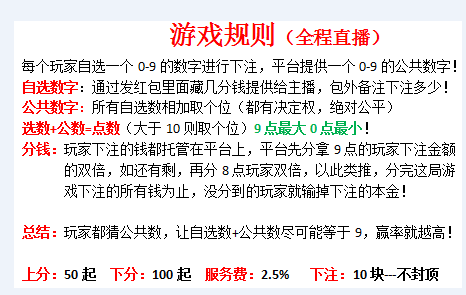 游戏规则（全程直播）
每个玩家自选一个 0-9 的数字进行下注，平台提供一个 0-9 的公共数字！
自选数字：通过发红包里面藏几分钱提供给主播，包外备注下注多少！
公共数字：所有自选数相加取个位（都有决定权，绝对公平）
选数+公数=点数（大于 10 则取个位）9 点最大 0 点最小！
分钱：玩家下注的钱都托管在平台上，平台先分拿 9 点的玩家下注金额
的双倍，如还有剩，再分 8 点玩家双倍，以此类推，分完这局游
戏下注的所有钱为止，没分到的玩家就输掉下注的本金！
总结：玩家都猜公共数，让自选数+公共数尽可能等于 9，赢率就越高！
上分：50 起 下分：100 起 服务费：2.5% 下注：10 块---不封顶